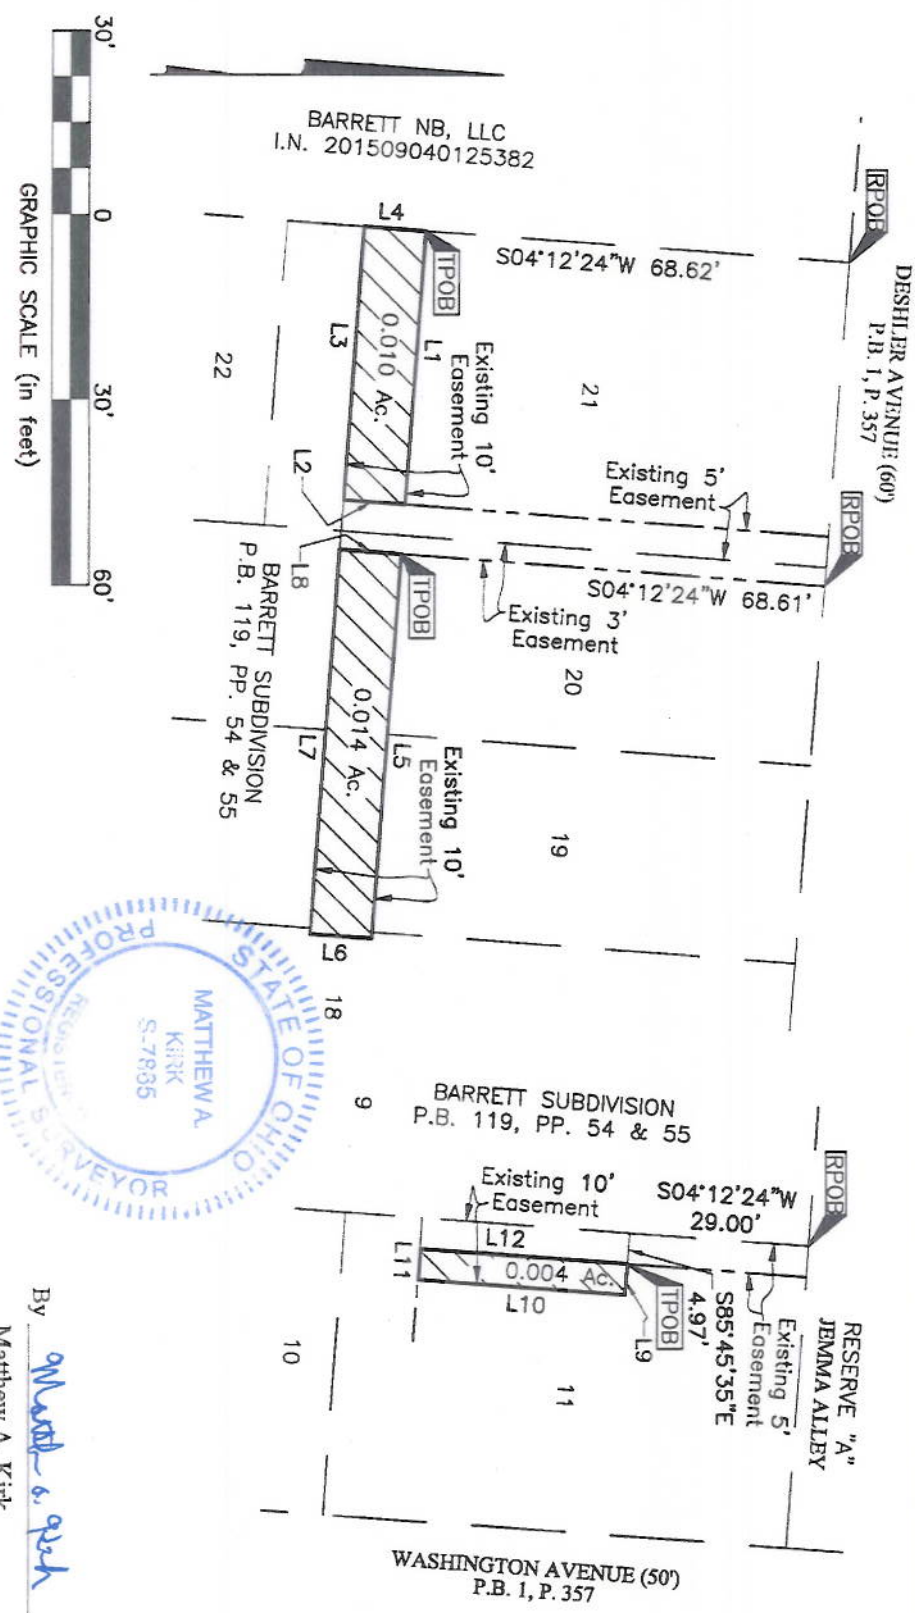 30'
0
30'
60'
GRAPHIC SCALE (in feet)
BARRETT NB, LLC
I.N. 201509040125382
RPOB
DESHLER AVENUE (60')
P.B. 1, P. 357
RPOB
S04°12'24"W 68.62'
L4
TPOB
0.010 Ac.
L1
L3
Existing 10'
Easement
21
22
L2
Existing 5'
Easement
S04°12'24"W 68.61'
Existing 3'
Easement
L8
TPOB
BARRETT SUBDIVISION
P.B. 119, PP. 54 & 55
20
0.014 Ac.
L5
L7
Existing 10'
Easement
19
L6
18
9
STATE OF OHIO
MATTHEW A.
KIRK
S-7835
PROFESSIONAL SURVEYOR
BARRETT SUBDIVISION
P.B. 119, PP. 54 & 55
Existing 10'
Easement
S04°12'24"W
29.00'
RPOB
L12
L11
0.004 Ac.
L10
TPOB
L9
S85°45'35"E
4.97'
Existing 5'
Easement
RESERVE "A"
JEMMA ALLEY
10
11
WASHINGTON AVENUE (50')
P.B. 1, P. 357
By Matthew A. Kirk
Matthew A. Kirk